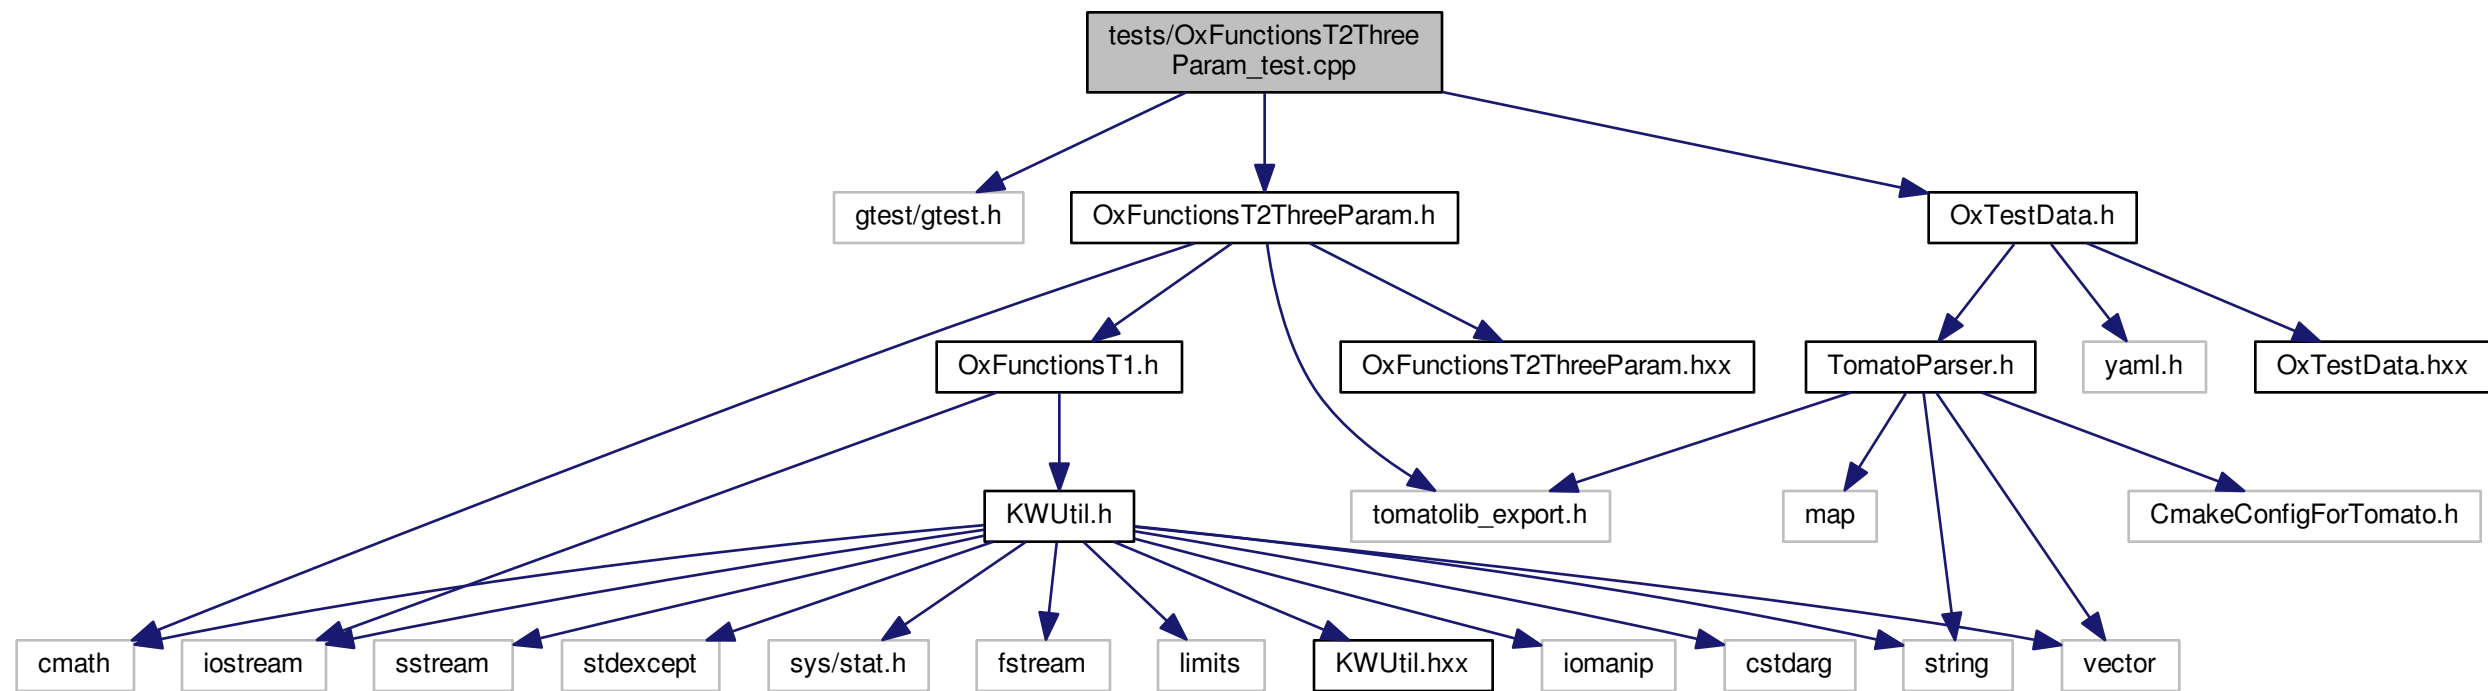 tests/OxFunctionsT2Three
Param_test.cpp
gtest/gtest.h
OxFunctionsT2ThreeParam.h
OxTestData.h
OxFunctionsT1.h
OxFunctionsT2ThreeParam.hxx
TomatoParser.h
yaml.h
OxTestData.hxx
KWUtil.h
tomatolib_export.h
map
CmakeConfigForTomato.h
cmath
iostream
sstream
stdexcept
sys/stat.h
fstream
limits
KWUtil.hxx
iomanip
cstdarg
string
vector